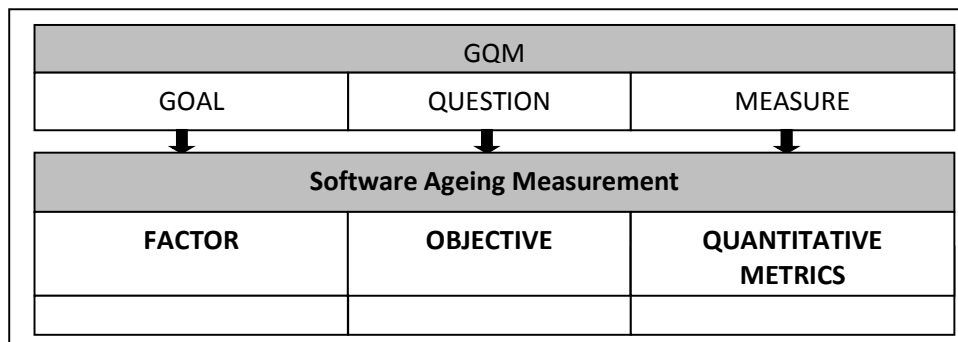 GQM
GOAL QUESTION MEASURE
Software Ageing Measurement
FACTOR OBJECTIVE QUANTITATIVE
METRICS